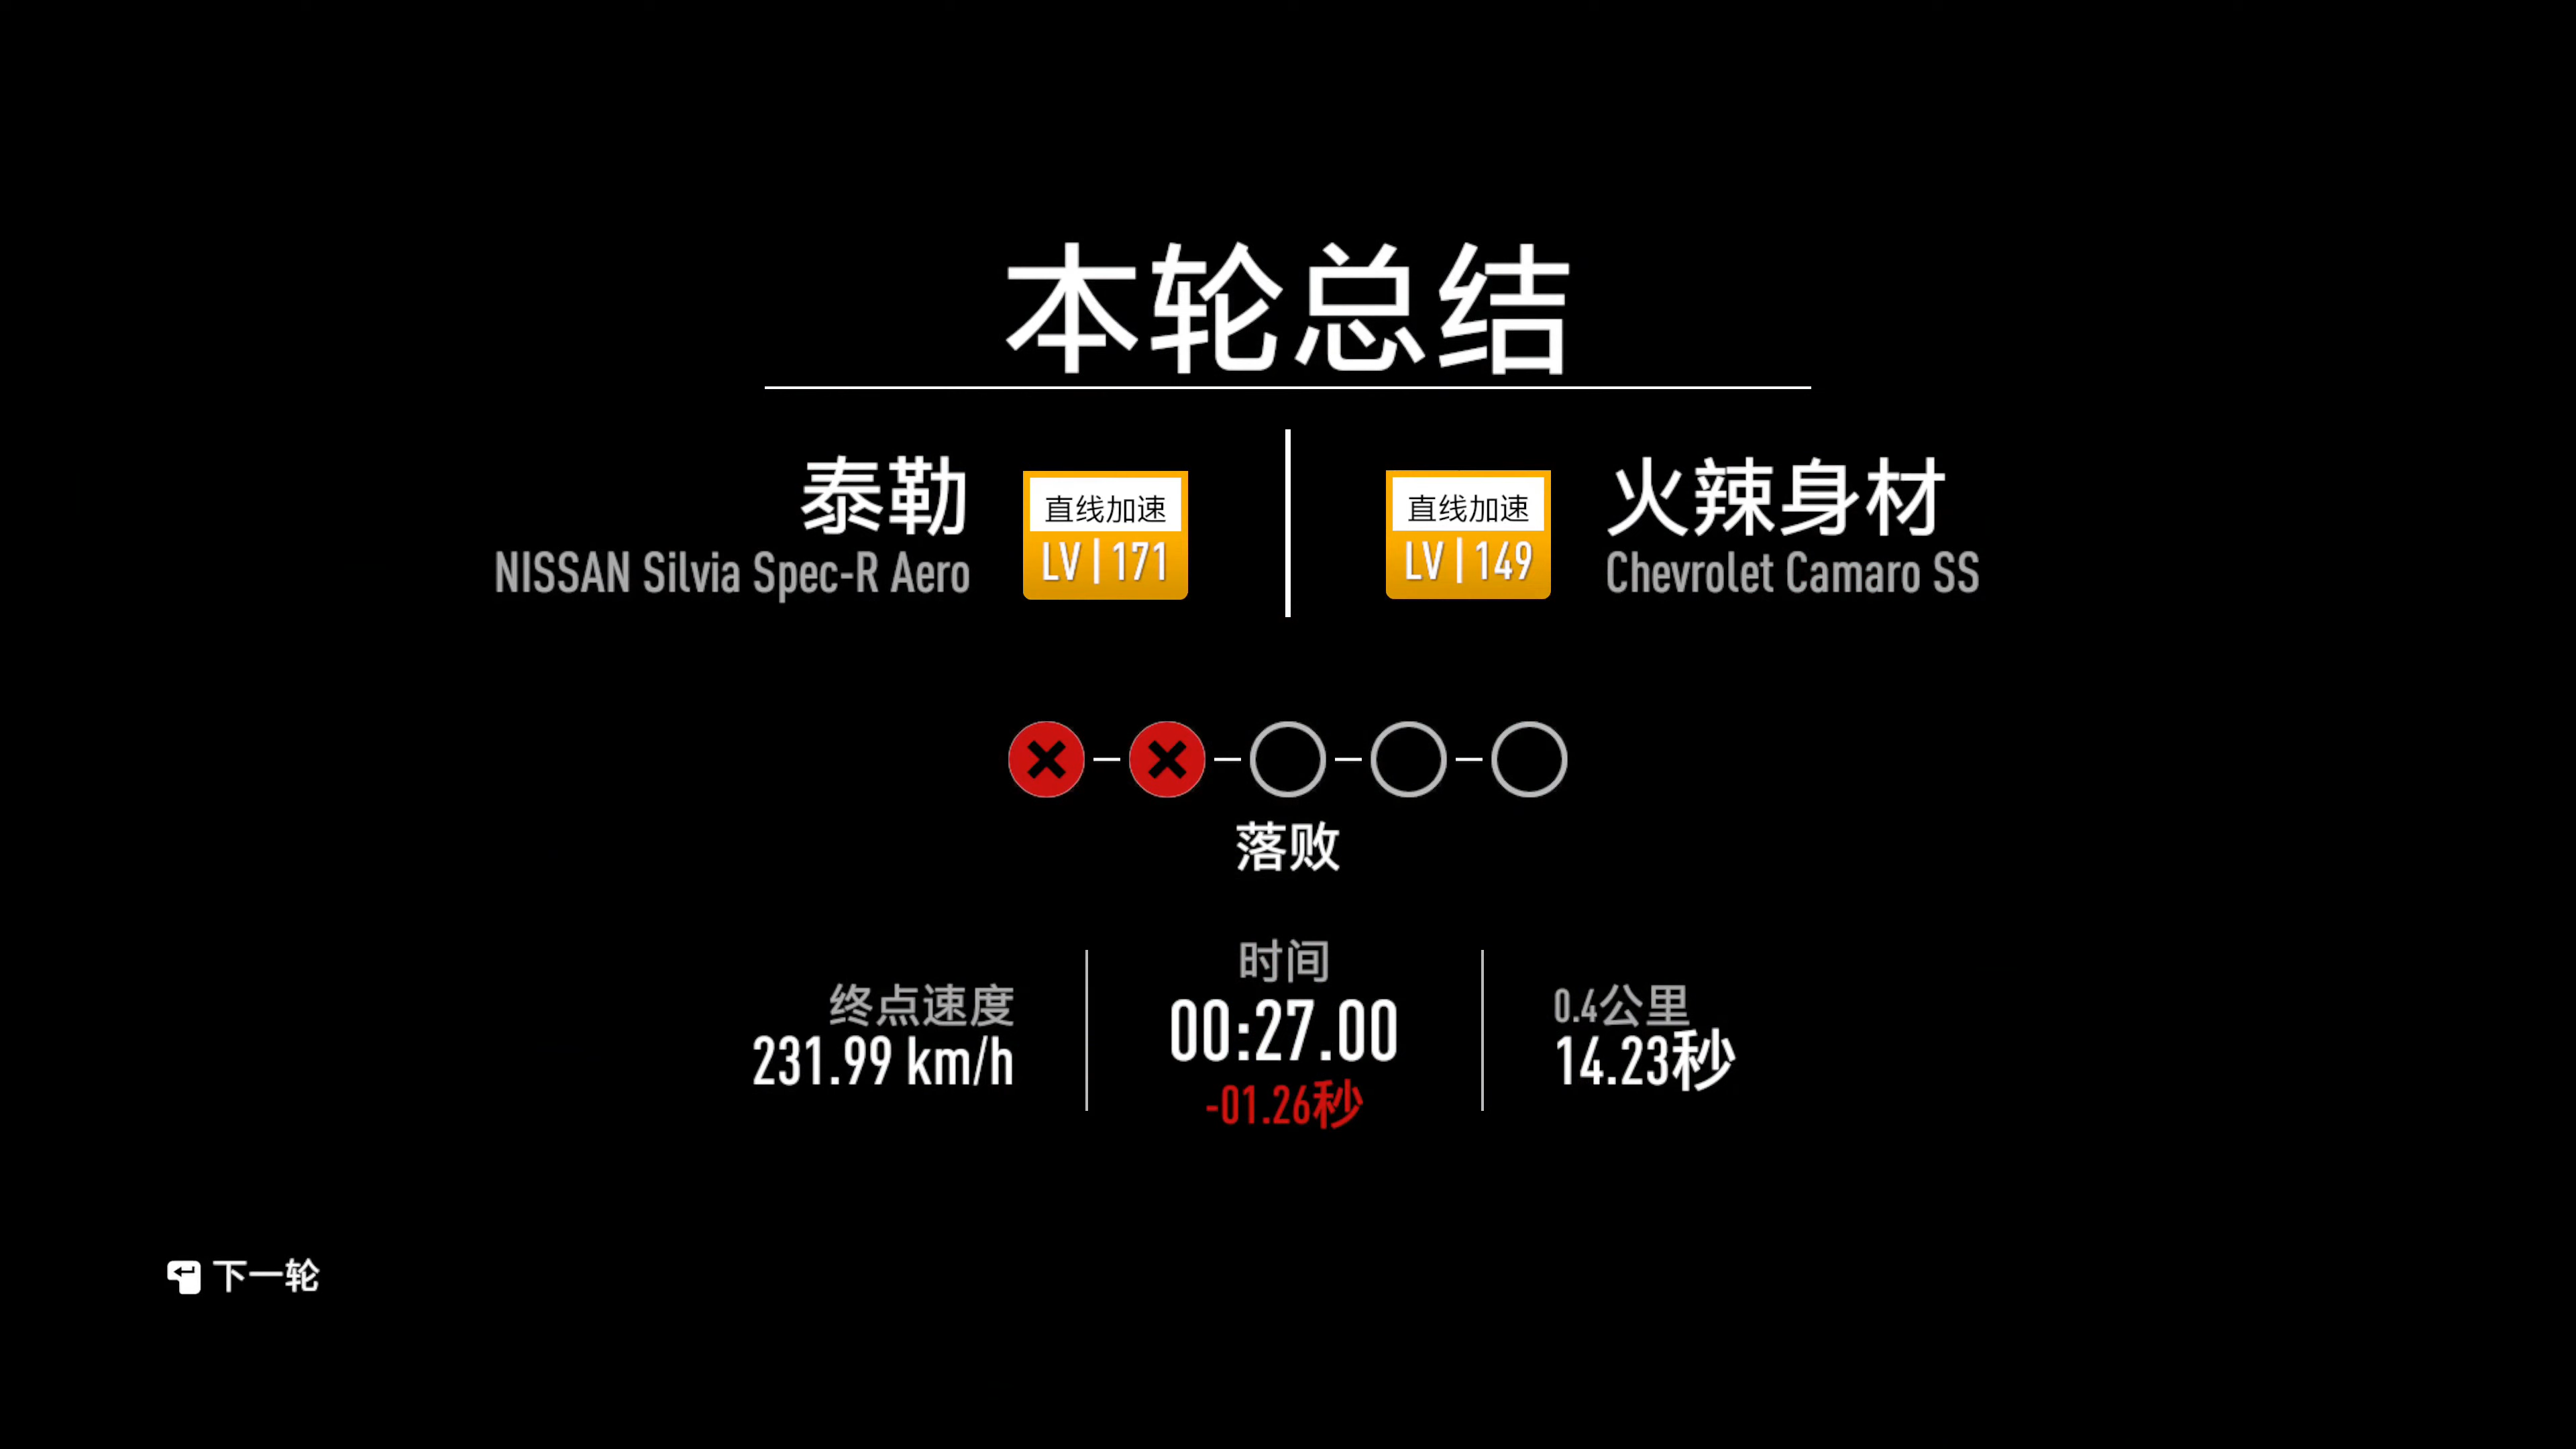 本轮总结
泰勒
NISSAN Silvia Spec-R Aero
直线加速
LV | 171
直线加速
LV | 149
火辣身材
Chevrolet Camaro SS
落败
终点速度
231.99 km/h
时间
00:27.00
-01.26秒
0.4公里
14.23秒
下一轮